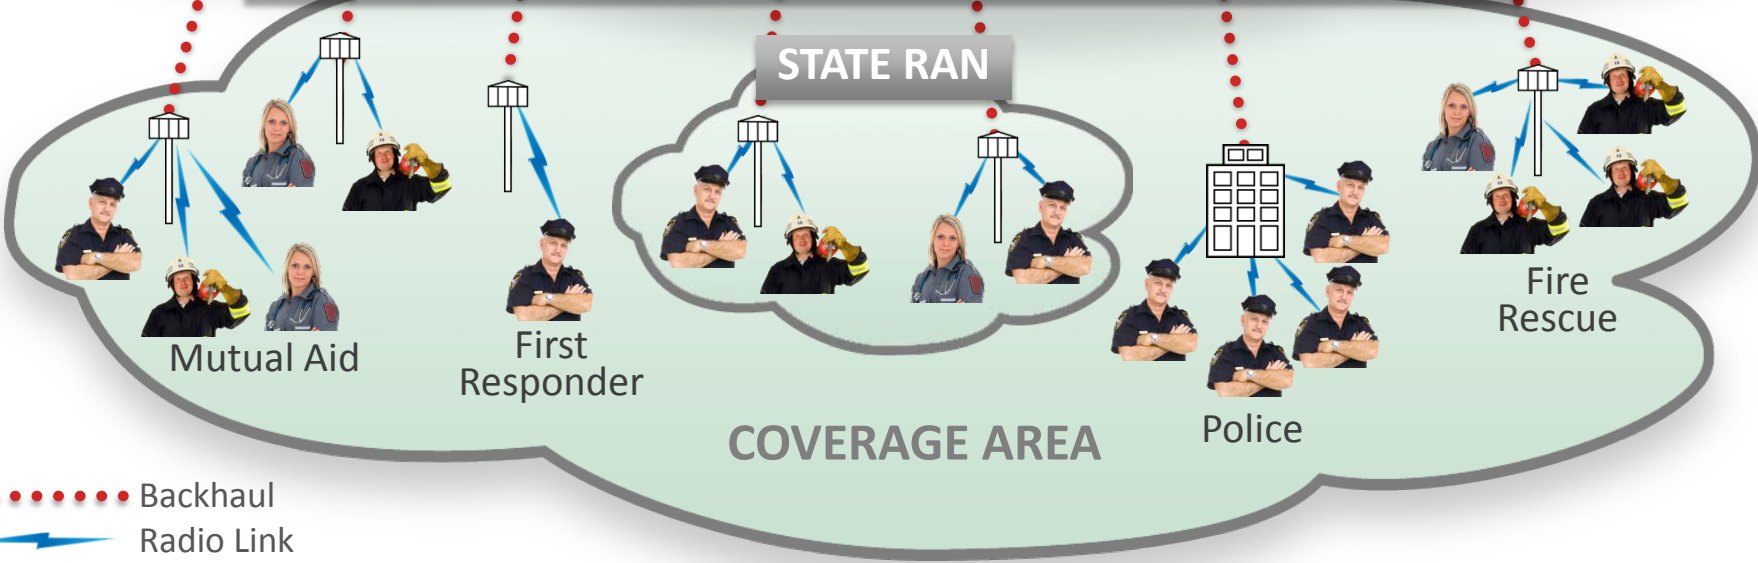 STATE RAN
Mutual Aid
First
Responder
Fire
Rescue
Police
COVERAGE AREA
Backhaul
Radio Link